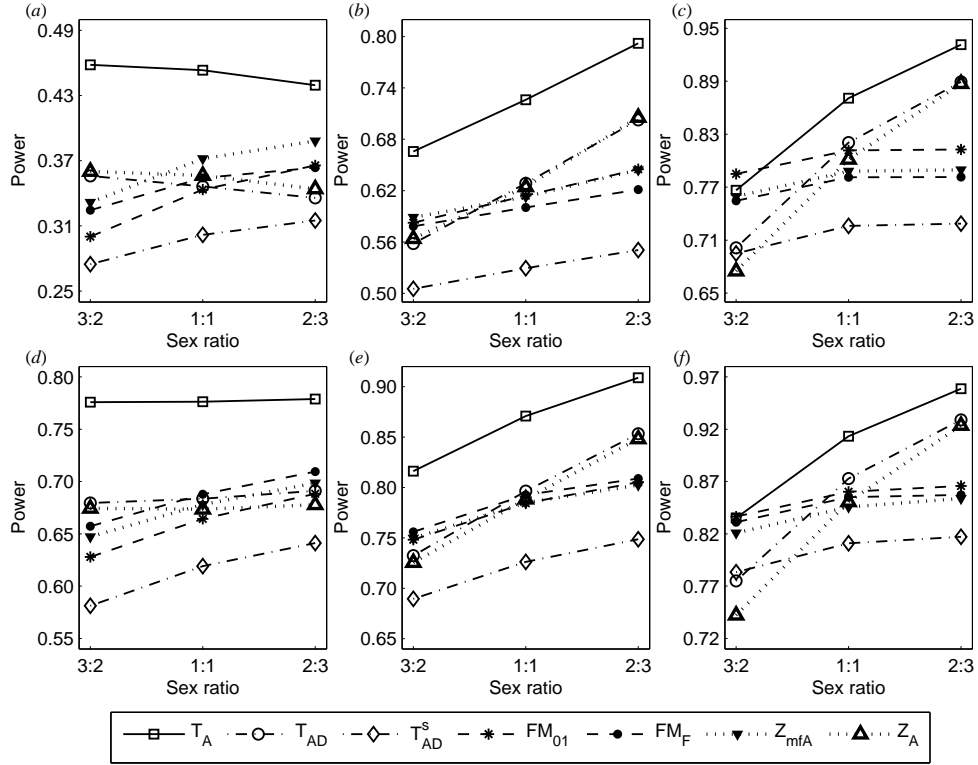 (a)
0.49
0.43
0.37
0.31
0.25
Power
3:2 1:1 2:3
Sex ratio
(b)
0.80
0.74
0.68
0.62
0.56
0.50
Power
3:2 1:1 2:3
Sex ratio
(c)
0.95
0.89
0.83
0.77
0.71
0.65
Power
3:2 1:1 2:3
Sex ratio
(d)
0.80
0.75
0.70
0.65
0.60
0.55
Power
3:2 1:1 2:3
Sex ratio
(e)
0.90
0.85
0.80
0.75
0.70
0.65
Power
3:2 1:1 2:3
Sex ratio
(f)
0.97
0.92
0.87
0.82
0.77
0.72
Power
3:2 1:1 2:3
Sex ratio
T_A T_AD T^s_AD FM_01 FM_F Z_mfA Z_A